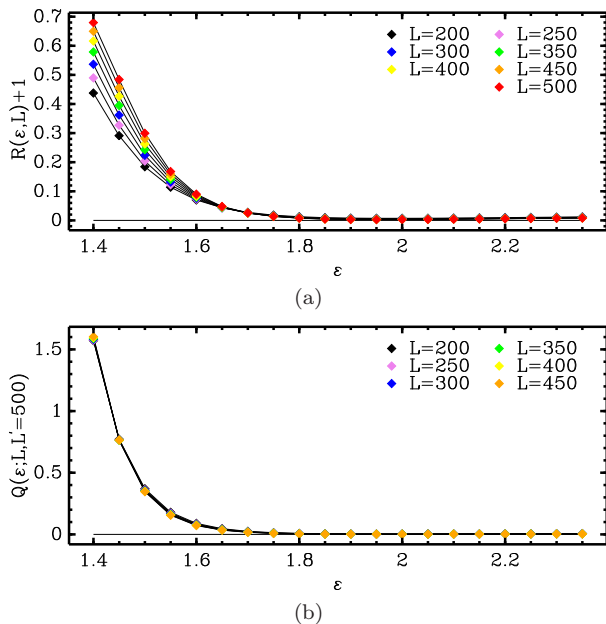 0.7
0.6
0.5
0.4
0.3
0.2
0.1
0
R(ε,L)+1
L=200 L=250
L=300 L=350
L=400 L=450
L=500
1.4 1.6 1.8 2 2.2
ε
(a)
1.5
1
0.5
0
Q(ε;L,L'=500)
L=200 L=350
L=250 L=400
L=300 L=450
1.4 1.6 1.8 2 2.2
ε
(b)